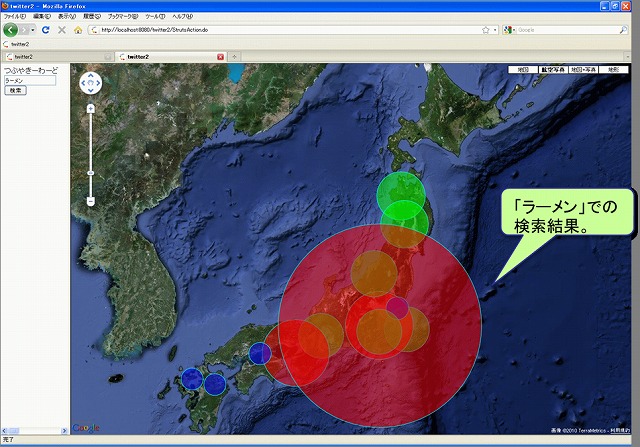 twitter2 - Mozilla Firefox
ファイル(F) 編集(E) 表示(V) 履歴(S) ブックマーク(B) ツール(T) ヘルプ(H)
http://localhost:8080/twitter2/StrutsAction.do
Google
twitter2
twitter2
twitter2
つぶやきーわーど
ラーメン
検索
地図
航空写真
地図+写真
地形
「ラーメン」での
検索結果。
Google
画像 ©2010 TerraMetrics - 利用規約
完了